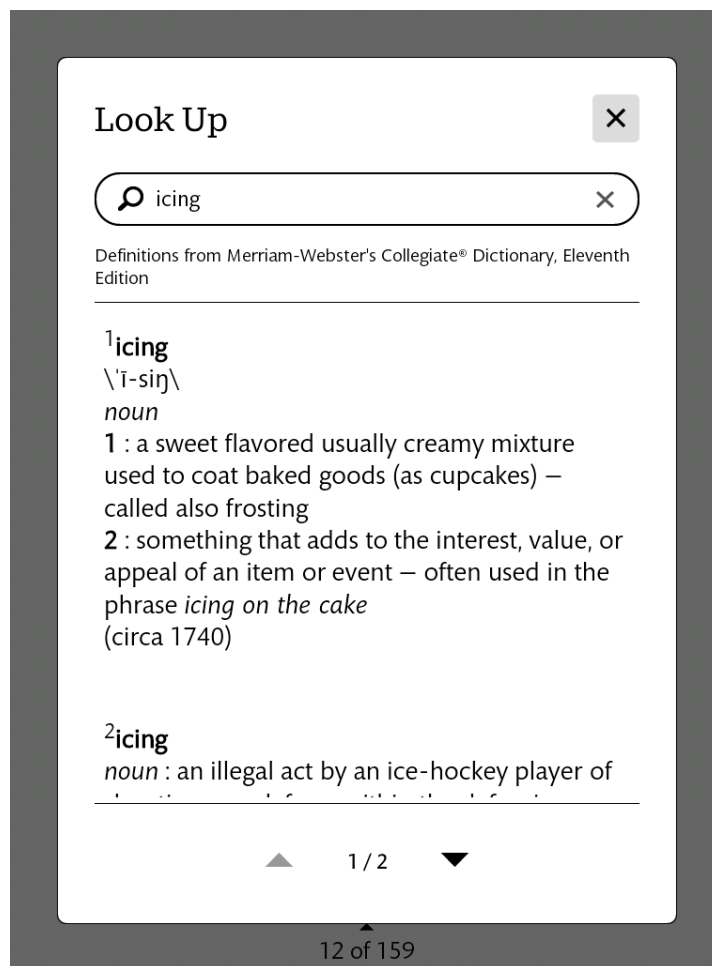 Look Up
icing
Definitions from Merriam-Webster's Collegiate® Dictionary, Eleventh
Edition
¹icing
\ˈī-siŋ\
noun
1 : a sweet flavored usually creamy mixture
used to coat baked goods (as cupcakes) —
called also frosting
2 : something that adds to the interest, value, or
appeal of an item or event — often used in the
phrase icing on the cake
(circa 1740)
²icing
noun : an illegal act by an ice-hockey player of
1 / 2
12 of 159